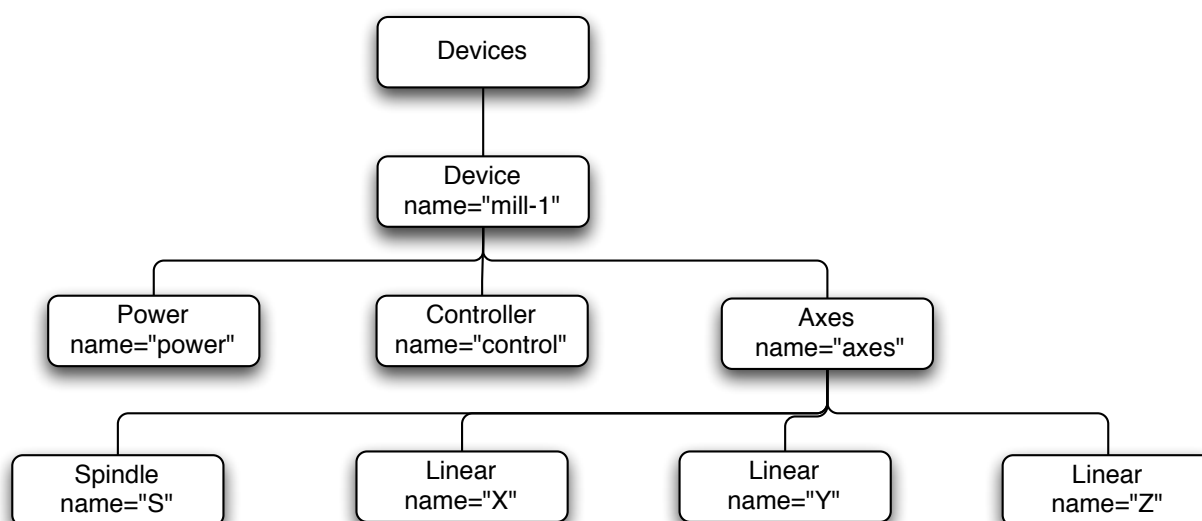 Devices
Device
name="mill-1"
Power
name="power"
Controller
name="control"
Axes
name="axes"
Spindle
name="S"
Linear
name="X"
Linear
name="Y"
Linear
name="Z"